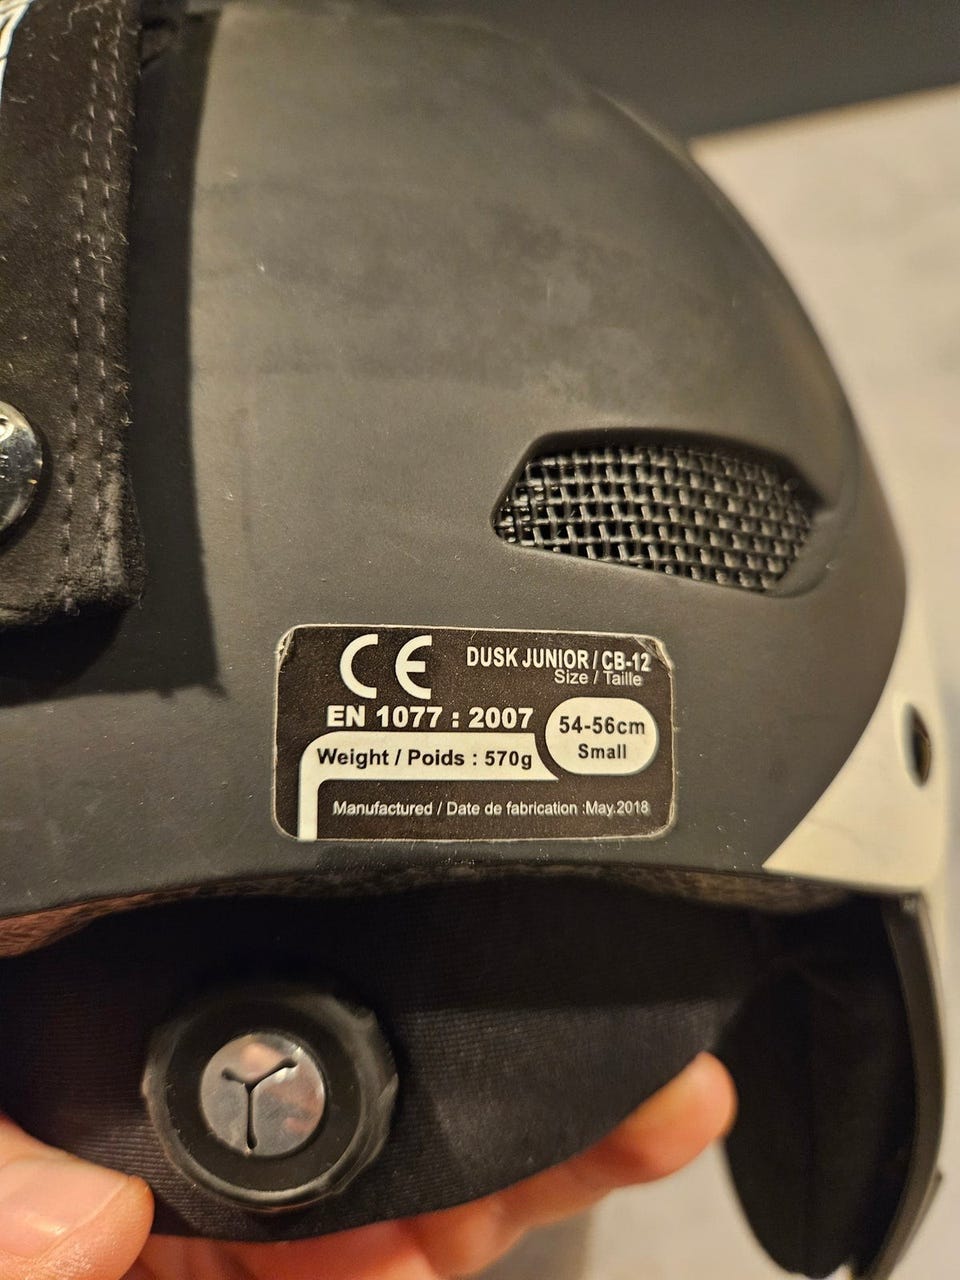 CE
DUSK JUNIOR / CB-12
Size / Taille
EN 1077 : 2007
54-56cm
Small
Weight / Poids : 570g
Manufactured / Date de fabrication :May.2018